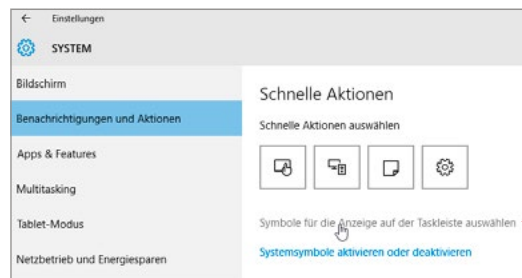 Einstellungen
SYSTEM
Bildschirm
Benachrichtigungen und Aktionen
Apps & Features
Multitasking
Tablet-Modus
Netzbetrieb und Energiesparen
Schnelle Aktionen
Schnelle Aktionen auswählen
Symbole für die Anzeige auf der Taskleiste auswählen
Systemsymbole aktivieren oder deaktivieren